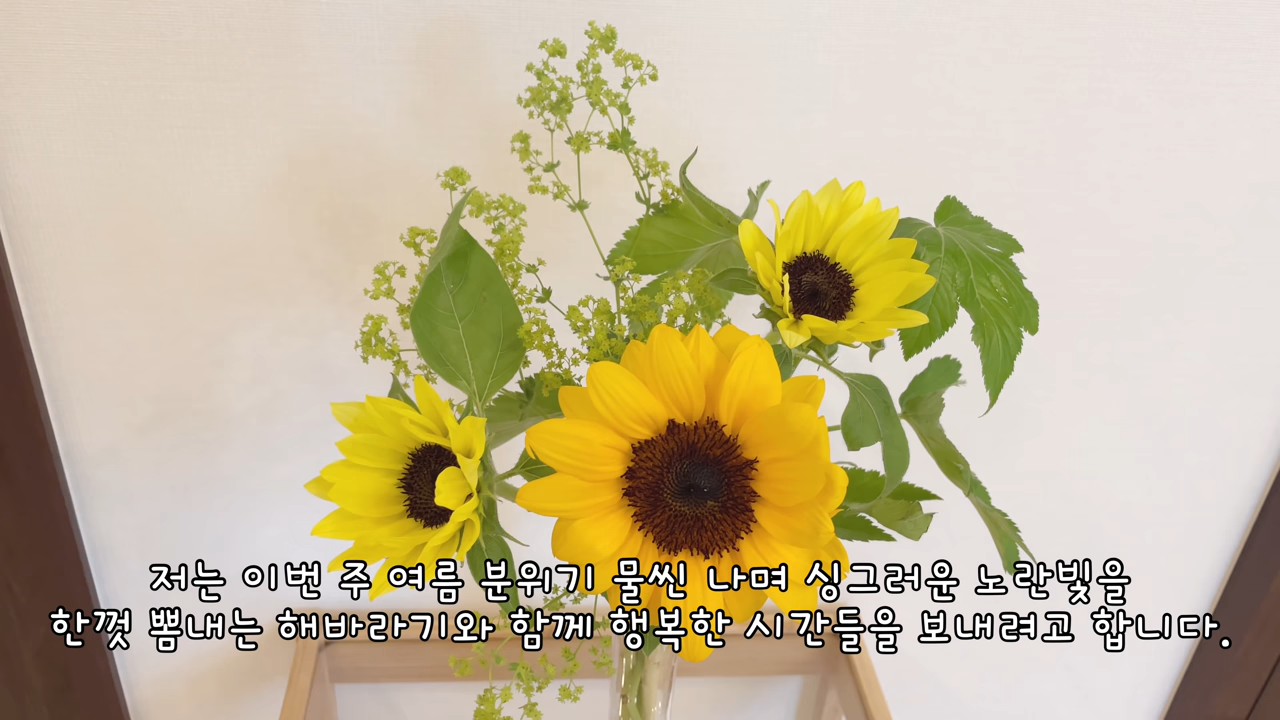 저는 이번 주 여름 분위기 물씬 나며 싱그러운 노란빛을
한껏 뽐내는 해바라기와 함께 행복한 시간들을 보내려고 합니다.